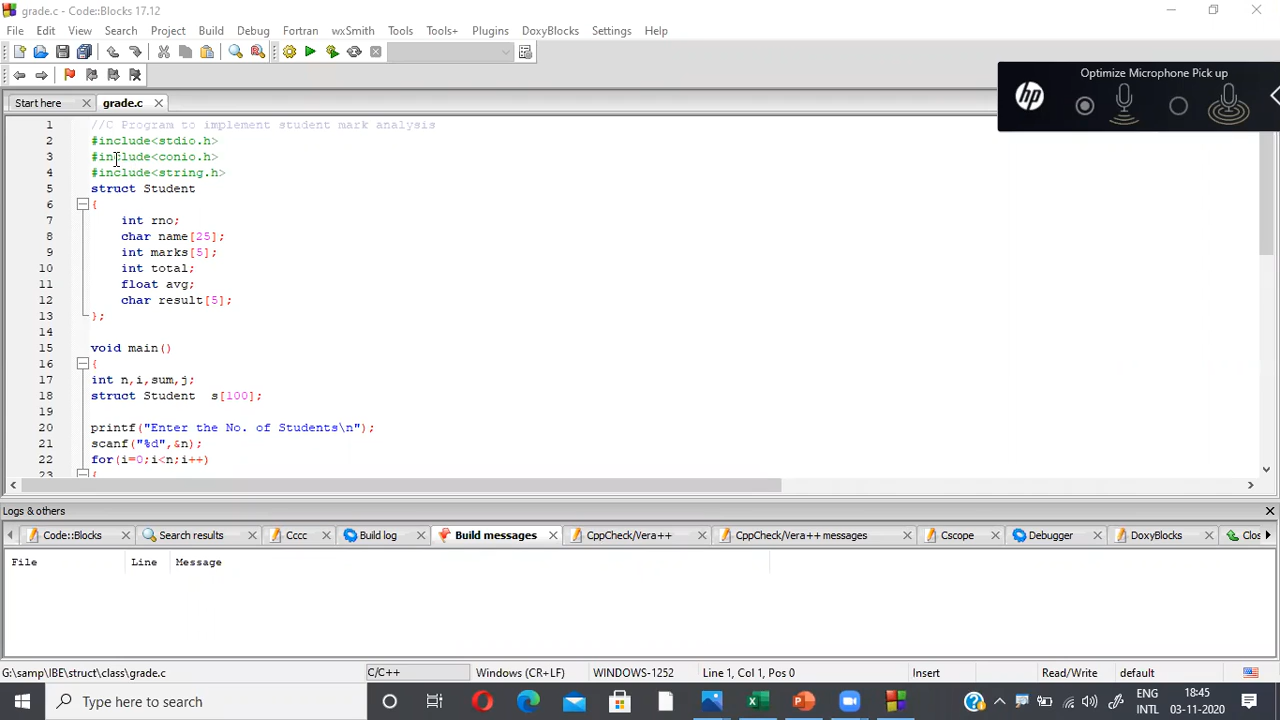 grade.c - Code::Blocks 17.12
File Edit View Search Project Build Debug Fortran wxSmith Tools Tools+ Plugins DoxyBlocks Settings Help
Optimize Microphone Pick up
hp
Start here grade.c
1 //C Program to implement student mark analysis
2 #include<stdio.h>
3 #include<conio.h>
4 #include<string.h>
5 struct Student
6 {
7 int rno;
8 char name[25];
9 int marks[5];
10 int total;
11 float avg;
12 char result[5];
13 };
14
15 void main()
16 {
17 int n,i,sum,j;
18 struct Student  s[100];
19
20 printf("Enter the No. of Students\n");
21 scanf("%d",&n);
22 for(i=0;i<n;i++)
23 {
Logs & others
Code::Blocks Search results Cccc Build log Build messages CppCheck/Vera++ CppCheck/Vera++ messages Cscope Debugger DoxyBlocks Clos
File Line Message
G:\samp\IBE\struct\class\grade.c C/C++ Windows (CR+LF) WINDOWS-1252 Line 1, Col 1, Pos 0 Insert Read/Write default
Type here to search
ENG 18:45
INTL 03-11-2020